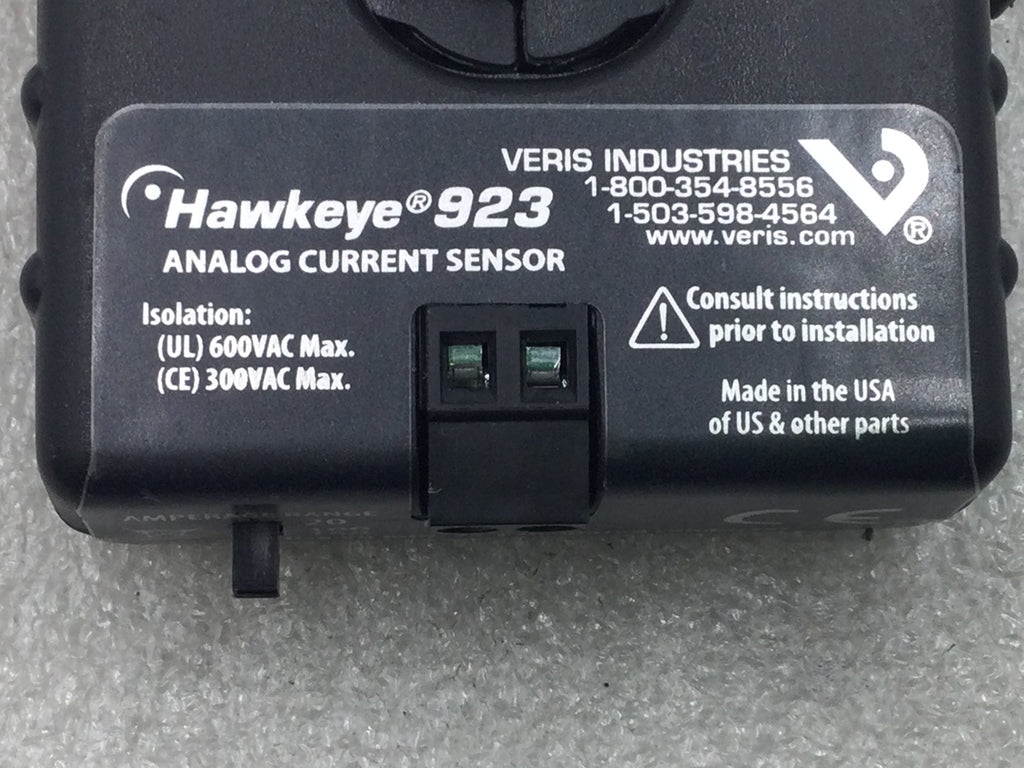 VERIS INDUSTRIES
1-800-354-8556
1-503-598-4564
www.veris.com
Hawkeye® 923
ANALOG CURRENT SENSOR
Isolation:
(UL) 600VAC Max.
(CE) 300VAC Max.
Consult instructions
prior to installation
Made in the USA
of US & other parts
CE